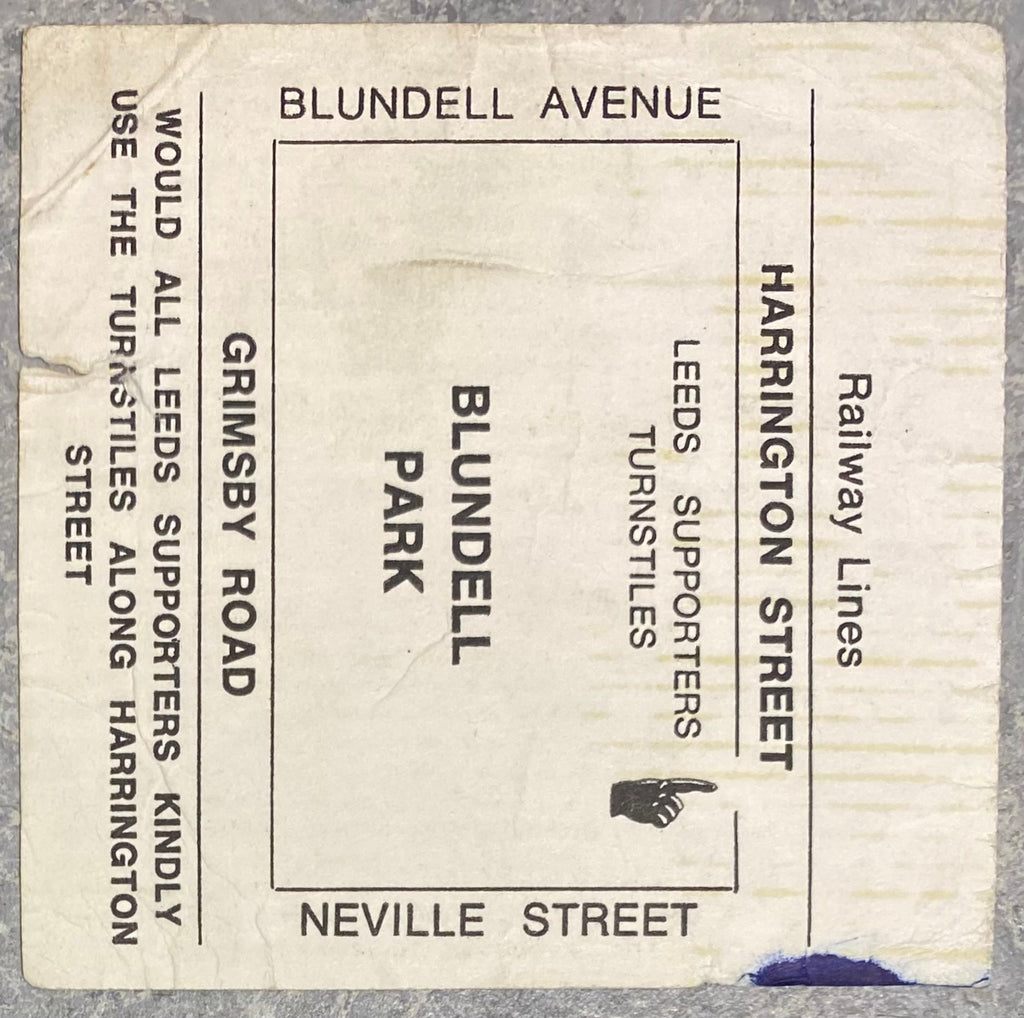 BLUNDELL AVENUE
Railway Lines
HARRINGTON STREET
LEEDS SUPPORTERS
TURNSTILES
BLUNDELL
PARK
GRIMSBY ROAD
NEVILLE STREET
WOULD ALL LEEDS SUPPORTERS KINDLY
USE THE TURNSTILES ALONG HARRINGTON
STREET